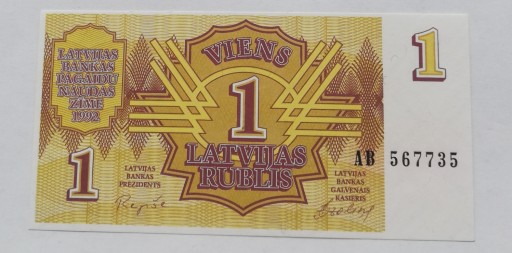 LATVIJAS
BANKAS
PAGAIDU
NAUDAS
ZIME
1992
VIENS
1
1
LATVIJAS
RUBLIS
AB 567735
1
LATVIJAS
BANKAS
PREZIDENTS
LATVIJAS
BANKAS
GALVENAIS
KASIERIS